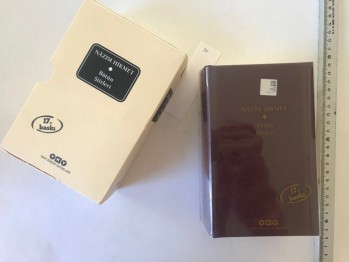 NÂZIM HİKMET
Bütün
Şiirleri
17.
baskı
NÂZIM HİKMET
Bütün
Şiirleri
17.
baskı